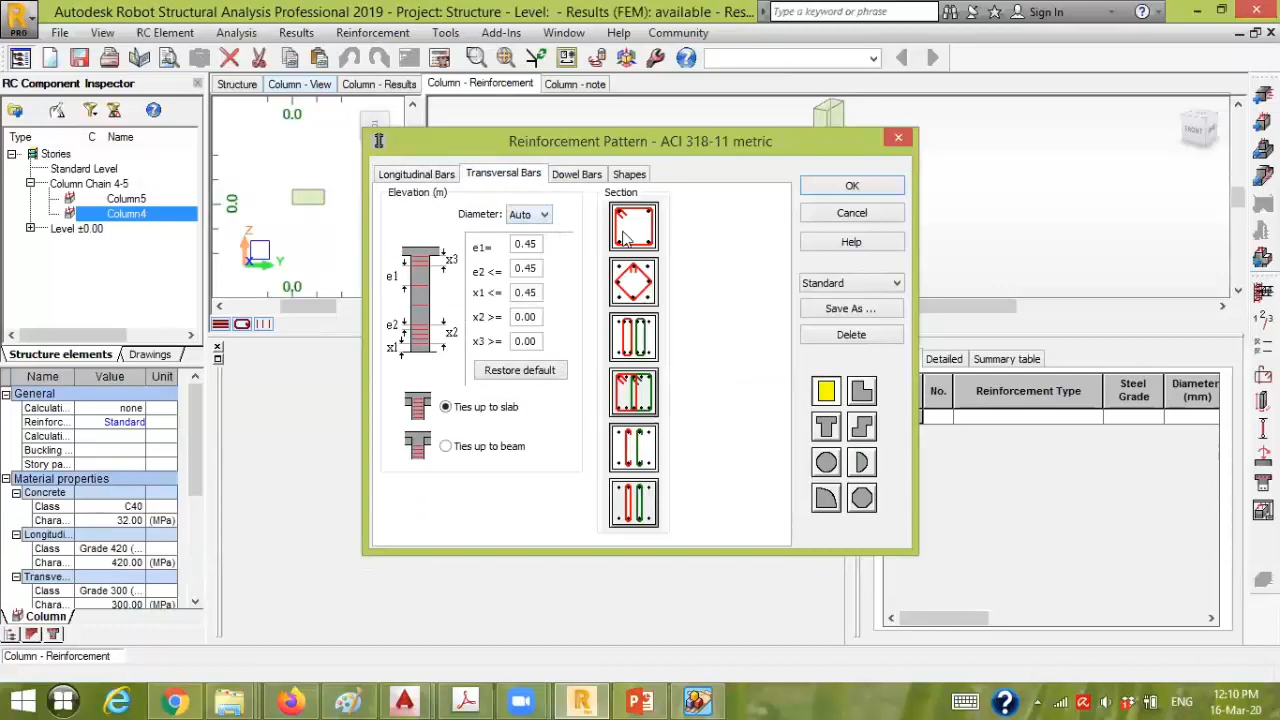 Autodesk Robot Structural Analysis Professional 2019 - Project: Structure - Level:  - Results (FEM): available - Res...
Type a keyword or phrase
Sign In
PRO
File View RC Element Analysis Results Reinforcement Tools Add-Ins Window Help Community
RC Component Inspector
Structure Column - View Column - Results Column - Reinforcement Column - note
Type C Name
Stories
Standard Level
Column Chain 4-5
Column5
Column4
Level ±0.00
0.0
0.0
Z
X
Y
0.0
FRONT
Structure elements Drawings
Name Value Unit
General
Calculati... none
Reinforc... Standard
Calculati...
Buckling ...
Story pa...
Material properties
Concrete
Class C40
Chara... 32.00 (MPa)
Longitudi...
Class Grade 420 (...
Chara... 420.00 (MPa)
Transve...
Class Grade 300 (...
Chara... 300.00 (MPa)
Column
Reinforcement Pattern - ACI 318-11 metric
Longitudinal Bars Transversal Bars Dowel Bars Shapes
Elevation (m)
Section
Diameter: Auto
e1= 0.45
e2 <= 0.45
x1 <= 0.45
x2 >= 0.00
x3 >= 0.00
x3
e1
e2
x2
x1
Restore default
Ties up to slab
Ties up to beam
OK
Cancel
Help
Standard
Save As ...
Delete
Detailed Summary table
No. Reinforcement Type Steel Grade Diameter (mm)
Column - Reinforcement
ENG
12:10 PM
16-Mar-20